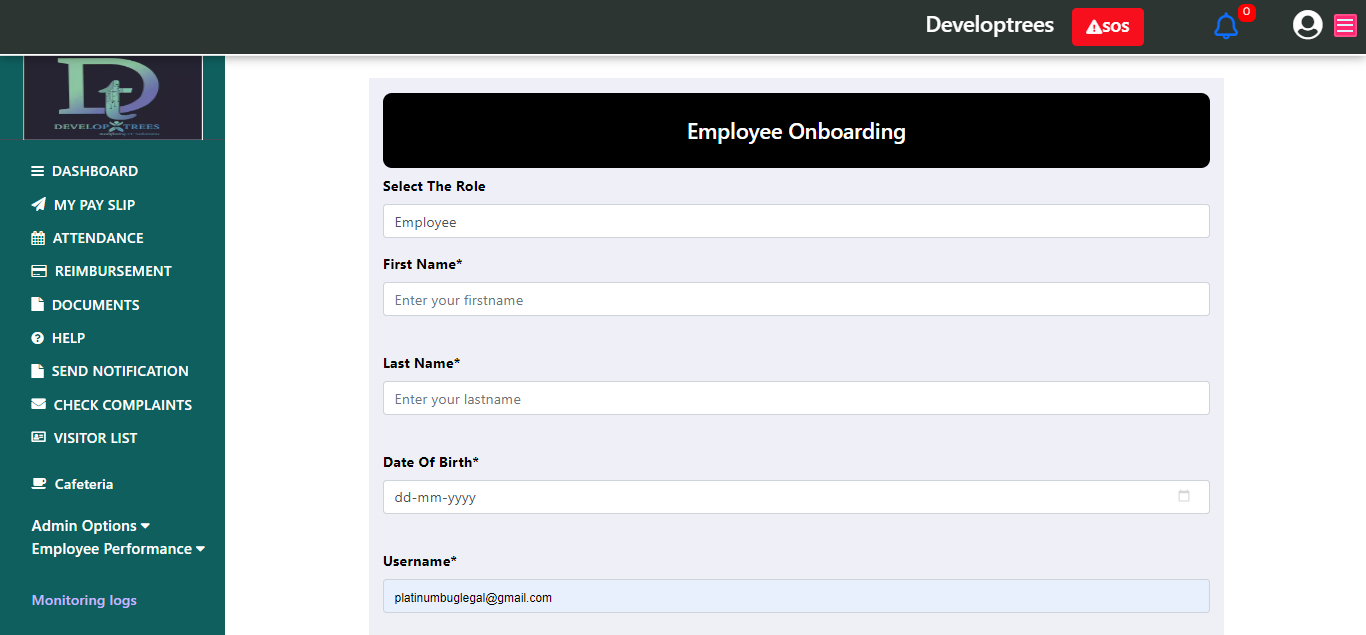 Developtrees
SOS
0
Dt
DEVELOP TREES
DASHBOARD
MY PAY SLIP
ATTENDANCE
REIMBURSEMENT
DOCUMENTS
HELP
SEND NOTIFICATION
CHECK COMPLAINTS
VISITOR LIST
Cafeteria
Admin Options
Employee Performance
Monitoring logs
Employee Onboarding
Select The Role
Employee
First Name*
Enter your firstname
Last Name*
Enter your lastname
Date Of Birth*
dd-mm-yyyy
Username*
platinumbuglegal@gmail.com